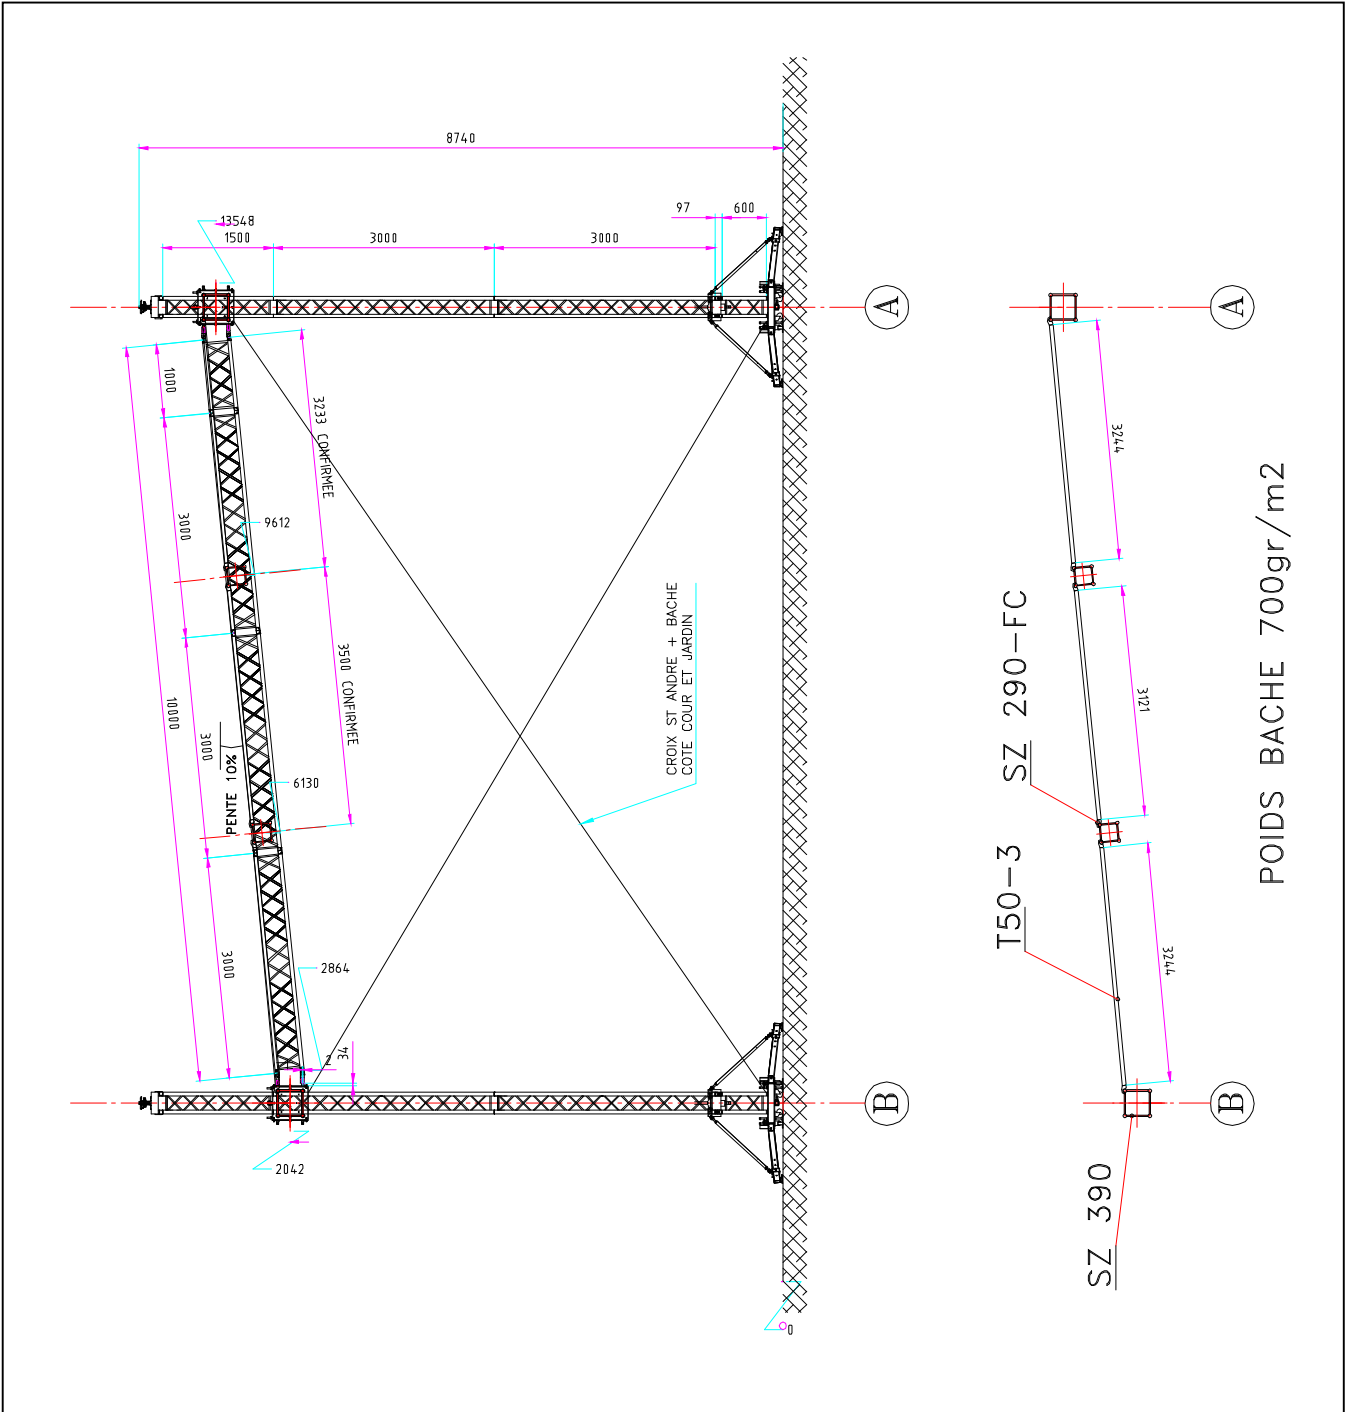 8740
13548
1500
3000
3000
97
600
A
A
1000
3000
3000
3000
10000
3233 CONFIRMEE
3500 CONFIRMEE
9612
6130
2864
PENTE 10%
2
34
2042
CROIX ST ANDRE + BACHE
COTE COUR ET JARDIN
B
B
0
3244
3121
3244
SZ 290-FC
T50-3
SZ 390
POIDS BACHE 700gr/m2